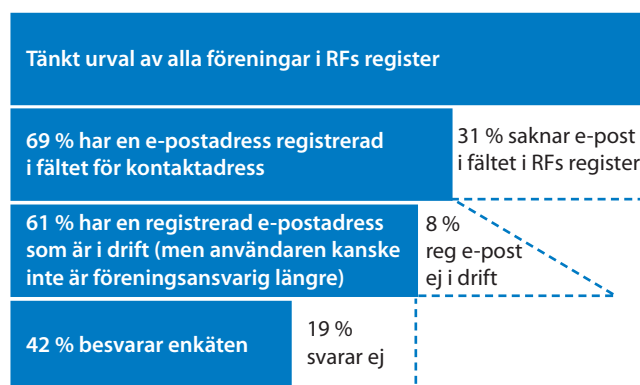 Tänkt urval av alla föreningar i RFs register
69 % har en e-postadress registrerad
i fältet för kontaktadress
31 % saknar e-post
i fältet i RFs register
61 % har en registrerad e-postadress
som är i drift (men användaren kanske
inte är föreningsansvarig längre)
8 %
reg e-post
ej i drift
42 % besvarar enkäten
19 %
svarar ej